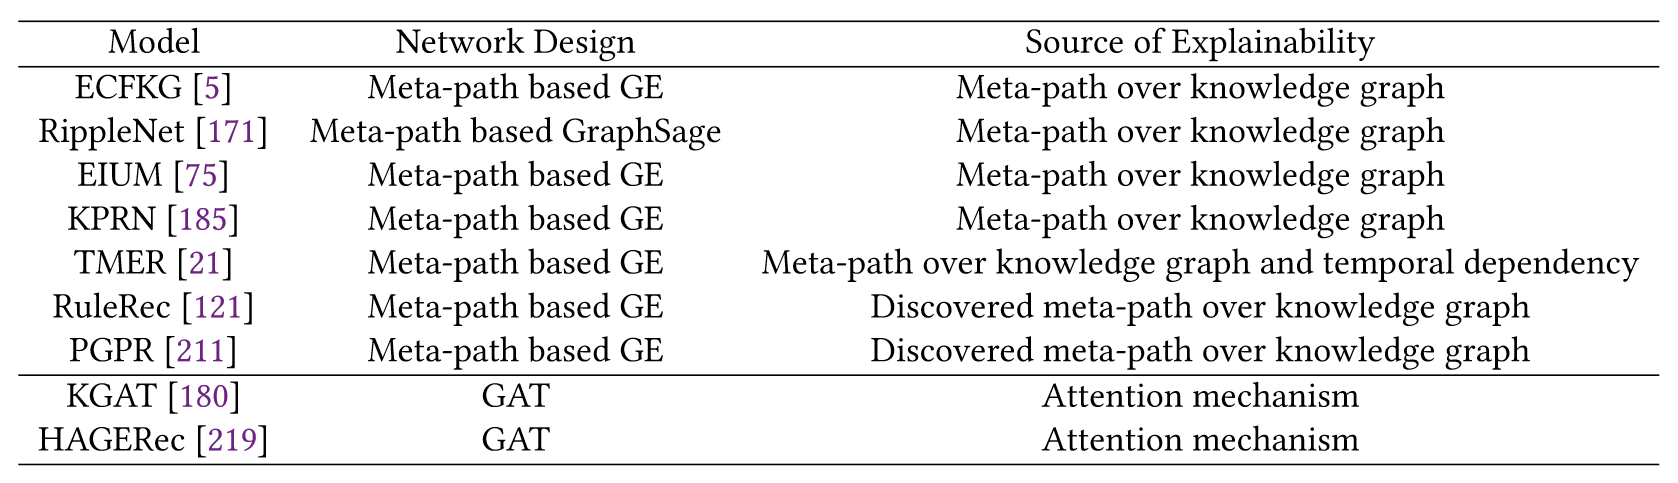 Model Network Design Source of Explainability
ECFKG [5] Meta-path based GE Meta-path over knowledge graph
RippleNet [171] Meta-path based GraphSage Meta-path over knowledge graph
EIUM [75] Meta-path based GE Meta-path over knowledge graph
KPRN [185] Meta-path based GE Meta-path over knowledge graph
TMER [21] Meta-path based GE Meta-path over knowledge graph and temporal dependency
RuleRec [121] Meta-path based GE Discovered meta-path over knowledge graph
PGPR [211] Meta-path based GE Discovered meta-path over knowledge graph
KGAT [180] GAT Attention mechanism
HAGERec [219] GAT Attention mechanism